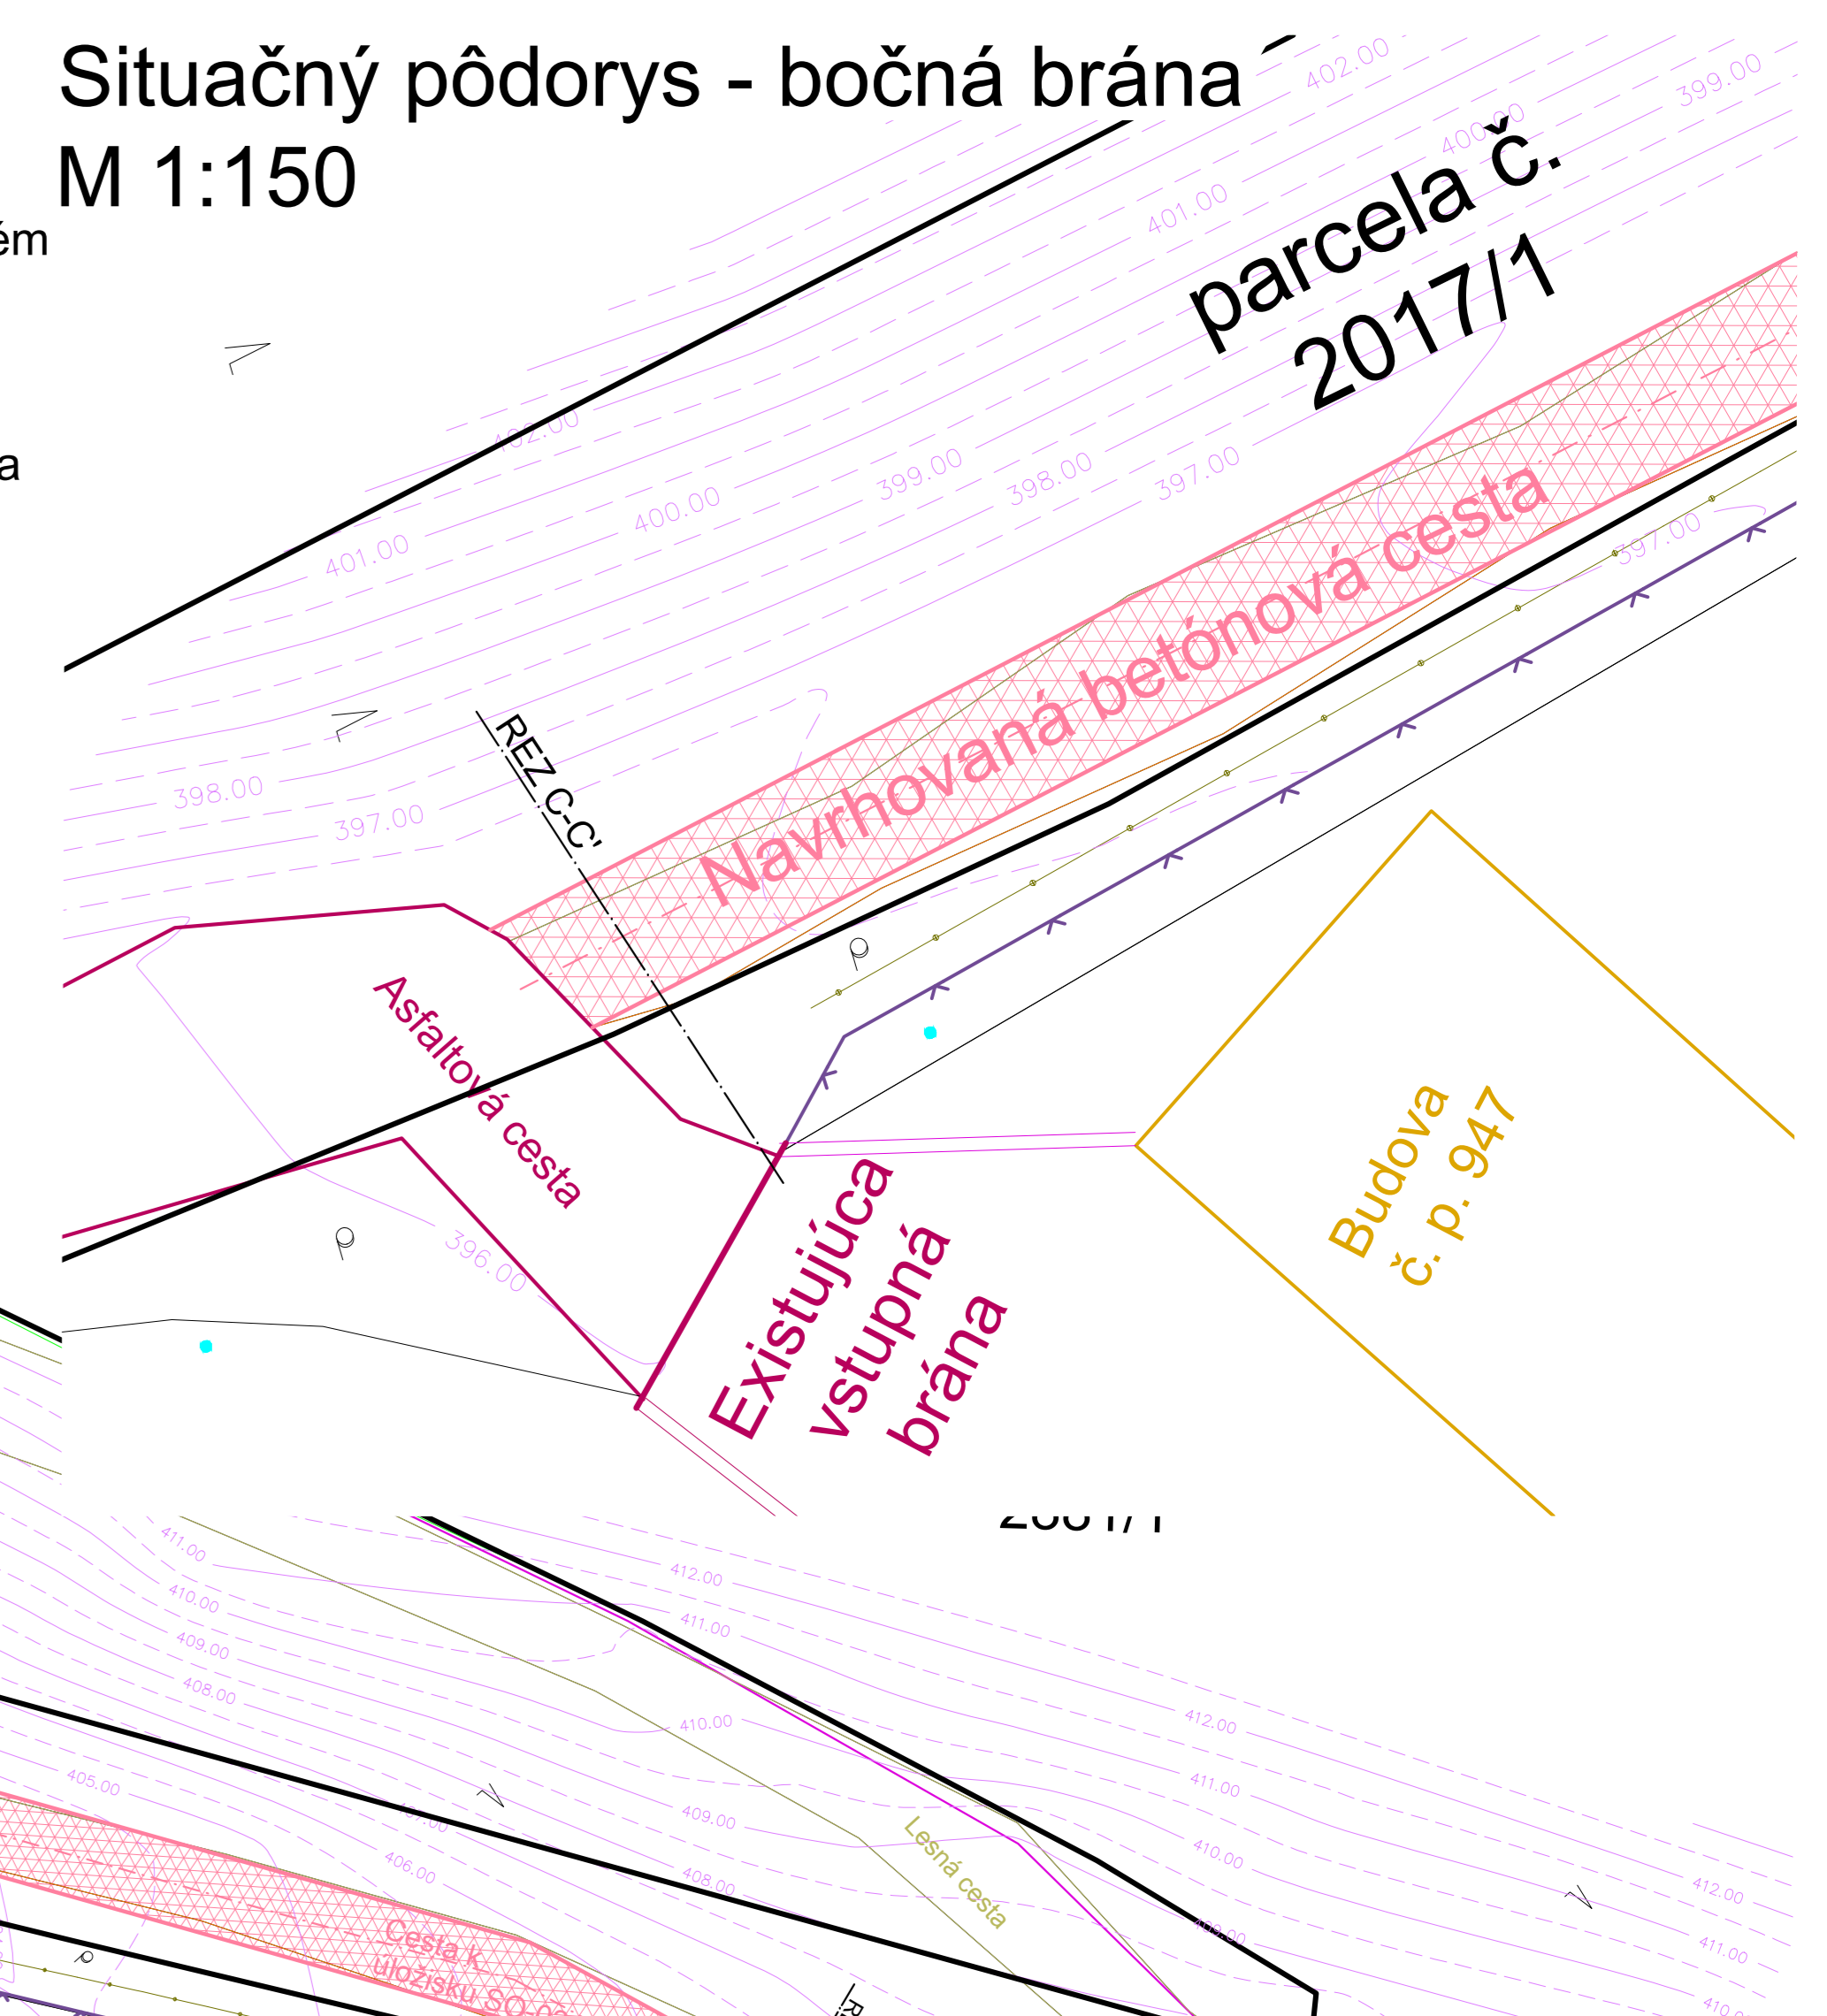 Situačný pôdorys - bočná brána
M 1:150
ém
a
402.00
399.00
400.00
401.00
parcela č.
2017/1
402.00
399.00
398.00
397.00
400.00
401.00
397.00
Navrhovaná betónová cesta
REZ C-C'
398.00
397.00
Asfaltová cesta
396.00
Existujúca
vstupná
brána
Budova
č. p. 947
411.00
412.00
410.00
411.00
409.00
408.00
410.00
412.00
405.00
411.00
409.00
406.00
408.00
410.00
Lesná cesta
409.00
412.00
411.00
Cesta k
úložisku